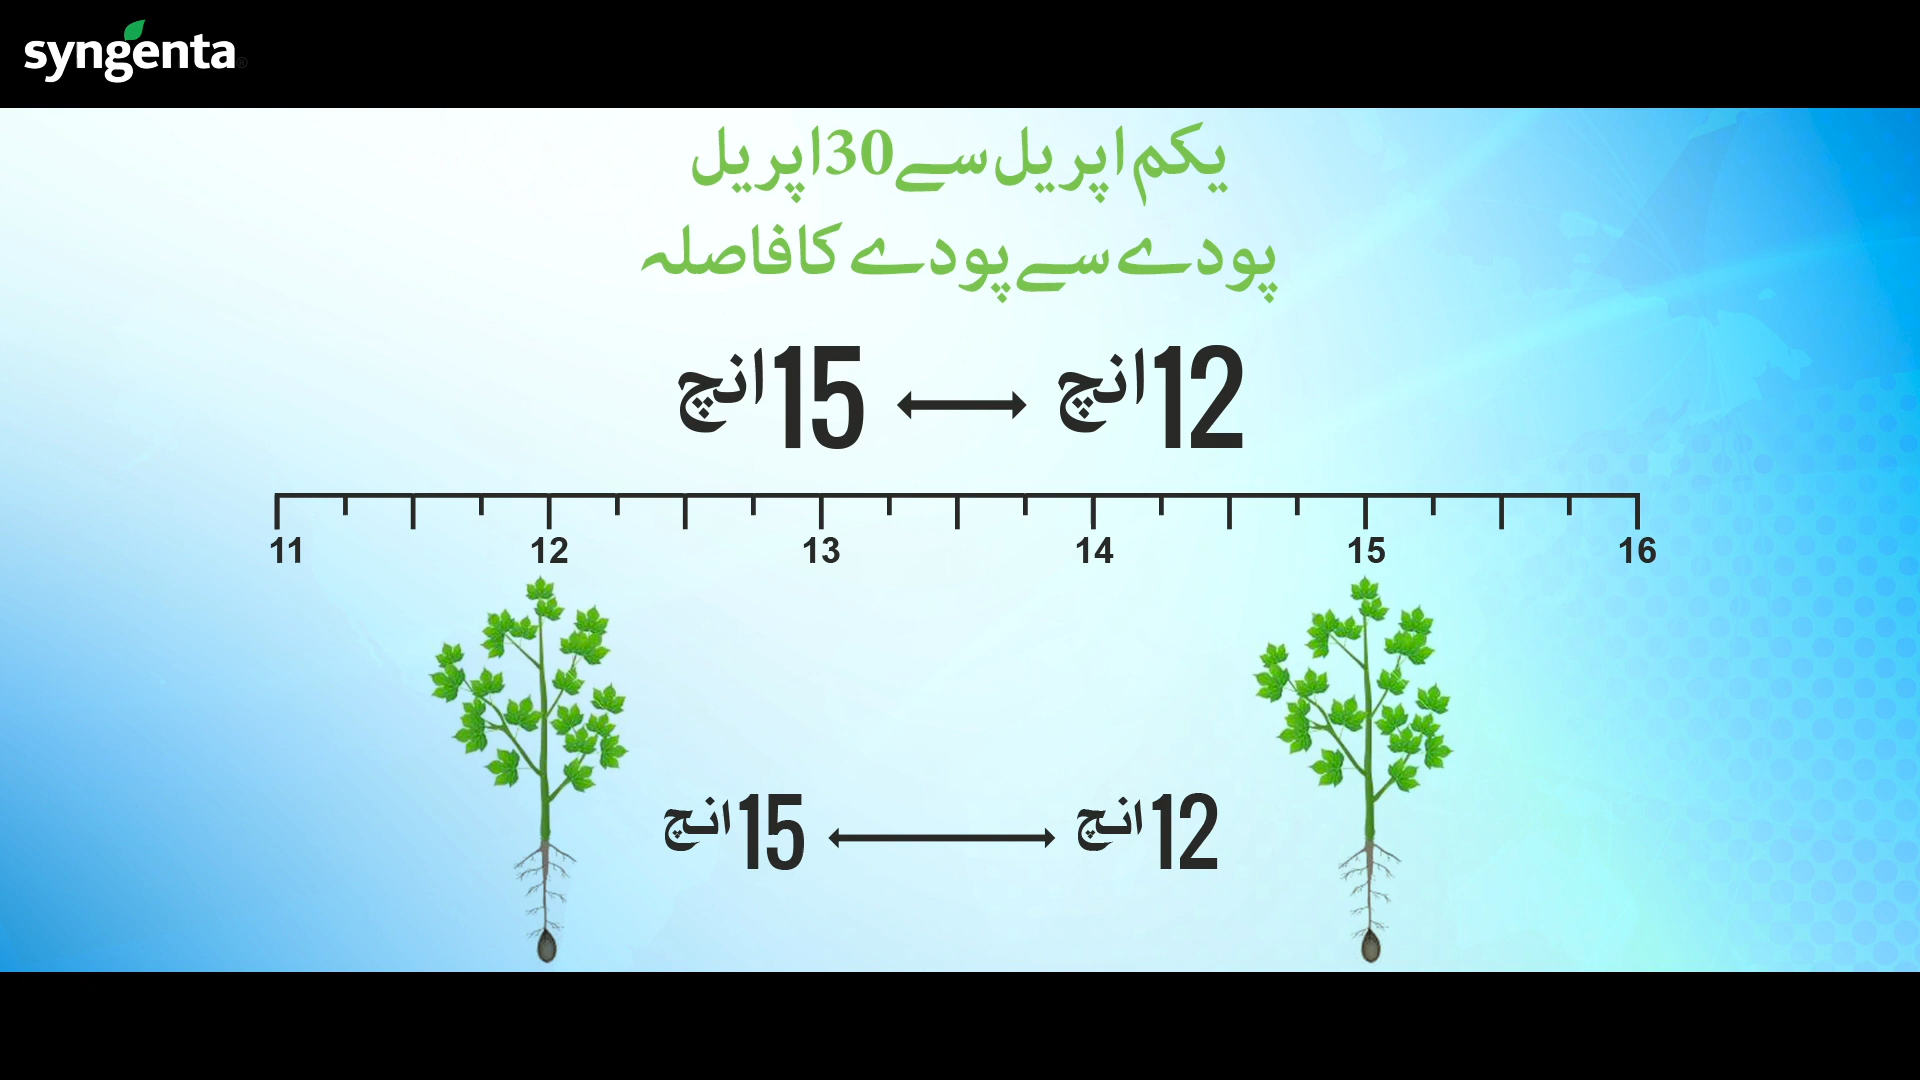 syngenta®
یکم اپریل سے 30 اپریل
پودے سے پودے کا فاصلہ
12 انچ 15 انچ
11 12 13 14 15 16
12 انچ 15 انچ